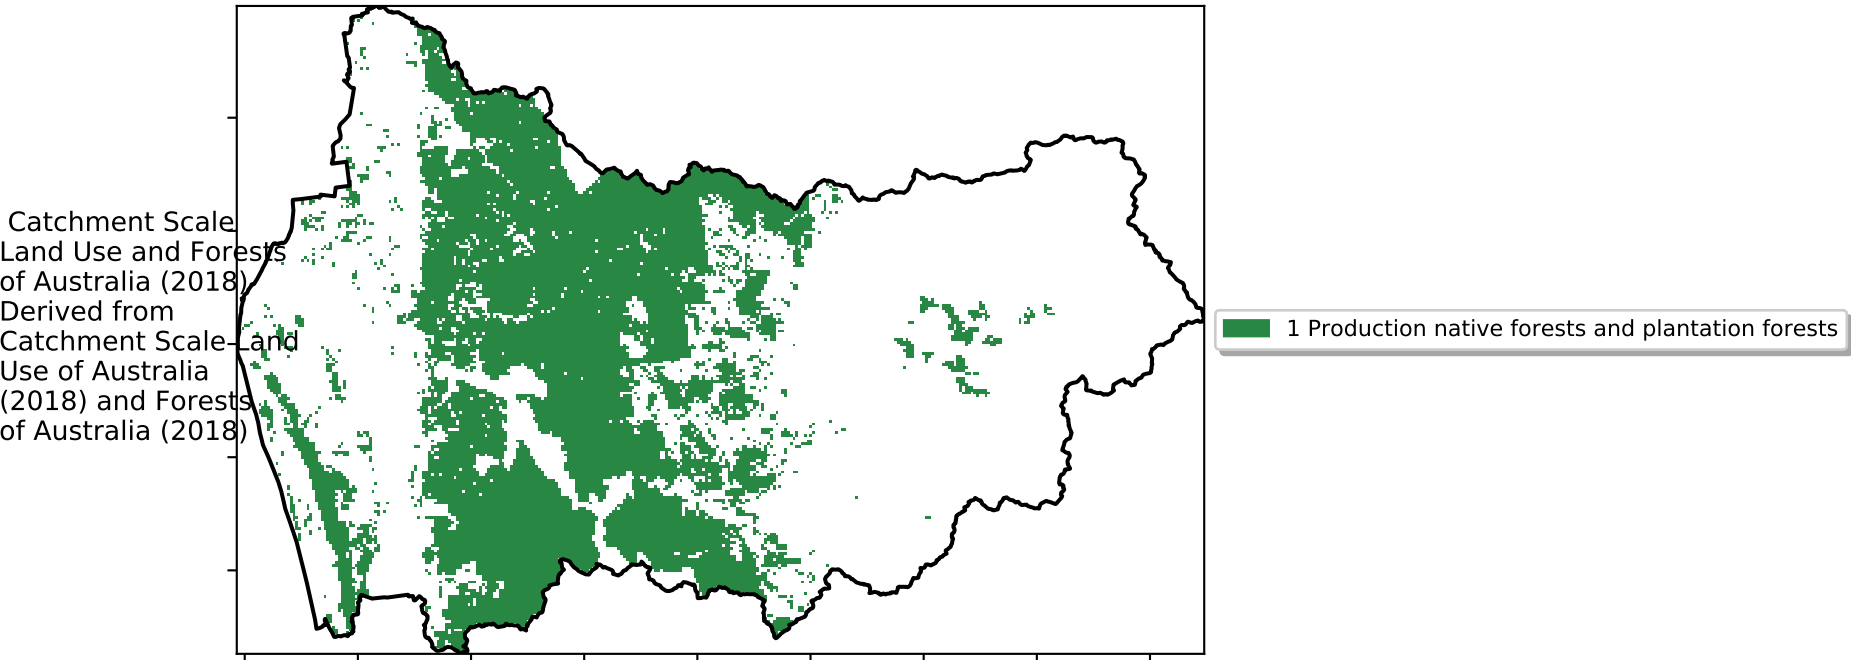 Catchment Scale
Land Use and Forests
of Australia (2018)
Derived from
Catchment Scale Land
Use of Australia
(2018) and Forests
of Australia (2018)
1 Production native forests and plantation forests